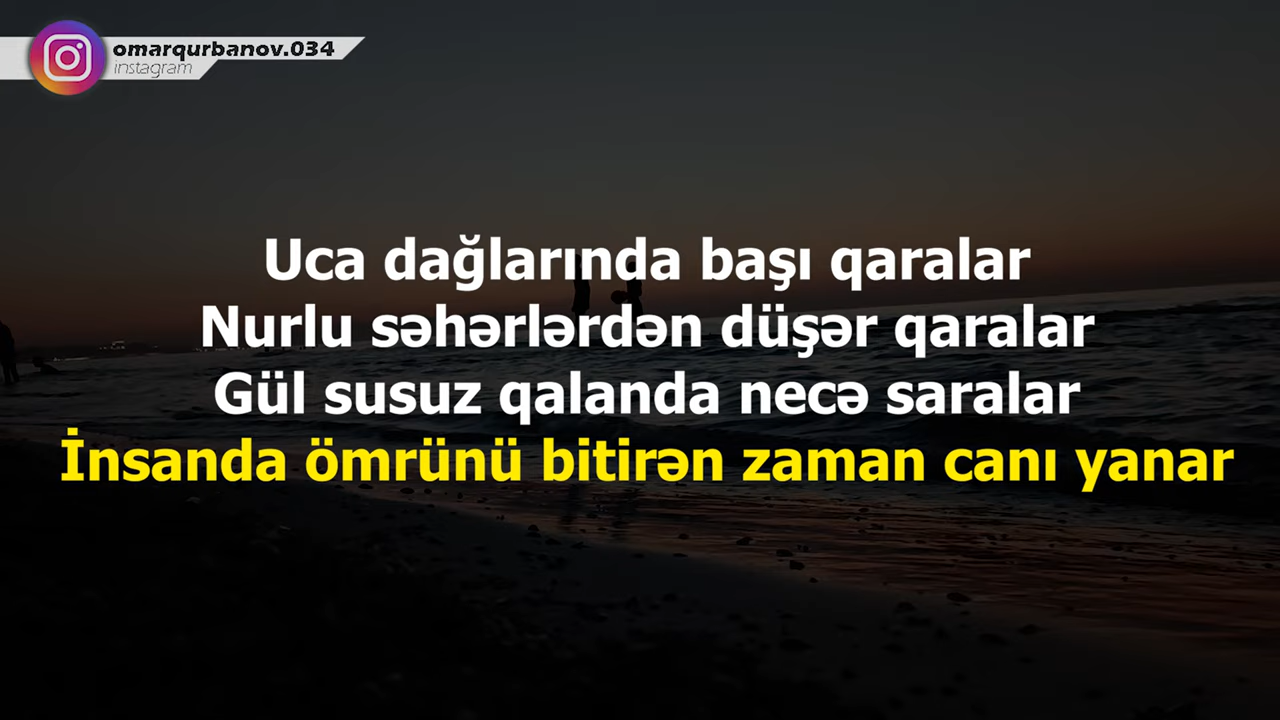 omarqurbanov.034
instagram
Uca dağlarında başı qaralar
Nurlu səhərlərdən düşər qaralar
Gül susuz qalanda necə saralar
İnsanda ömrünü bitirən zaman canı yanar